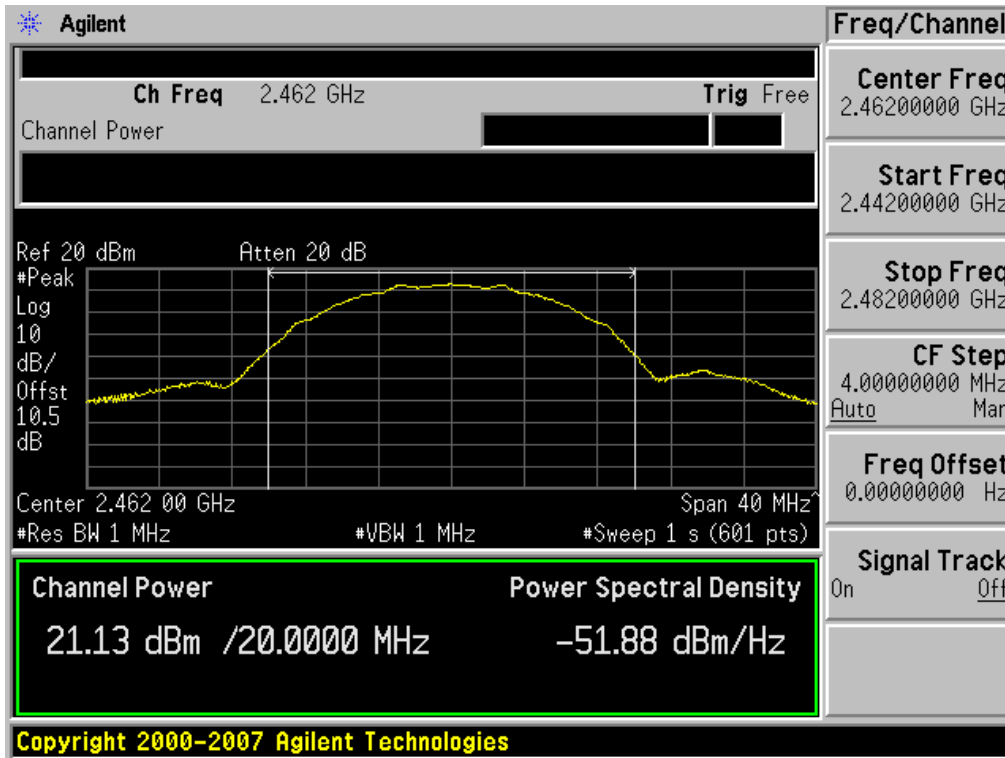 Agilent
Freq/Channel
Ch Freq 2.462 GHz Trig Free
Channel Power
Center Freq
2.46200000 GHz
Start Freq
2.44200000 GHz
Stop Freq
2.48200000 GHz
CF Step
4.00000000 MHz
Auto Man
Freq Offset
0.00000000 Hz
Signal Track
On Off
Ref 20 dBm Atten 20 dB
#Peak
Log
10
dB/
Offst
10.5
dB
Center 2.462 00 GHz Span 40 MHz^
#Res BW 1 MHz #VBW 1 MHz #Sweep 1 s (601 pts)
Channel Power Power Spectral Density
21.13 dBm /20.0000 MHz -51.88 dBm/Hz
Copyright 2000-2007 Agilent Technologies